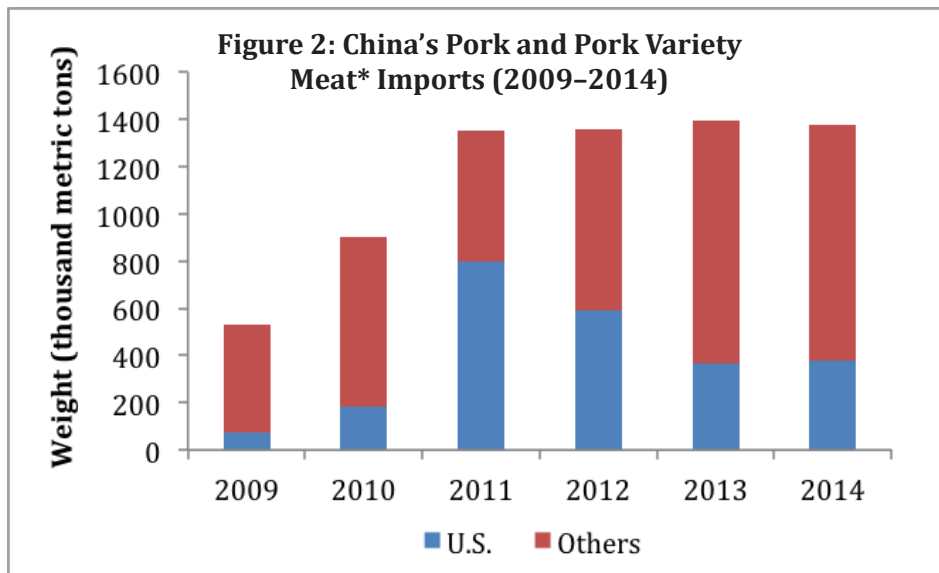 Figure 2: China's Pork and Pork Variety
Meat* Imports (2009–2014)
Weight (thousand metric tons)
1600
1400
1200
1000
800
600
400
200
0
2009 2010 2011 2012 2013 2014
U.S. Others